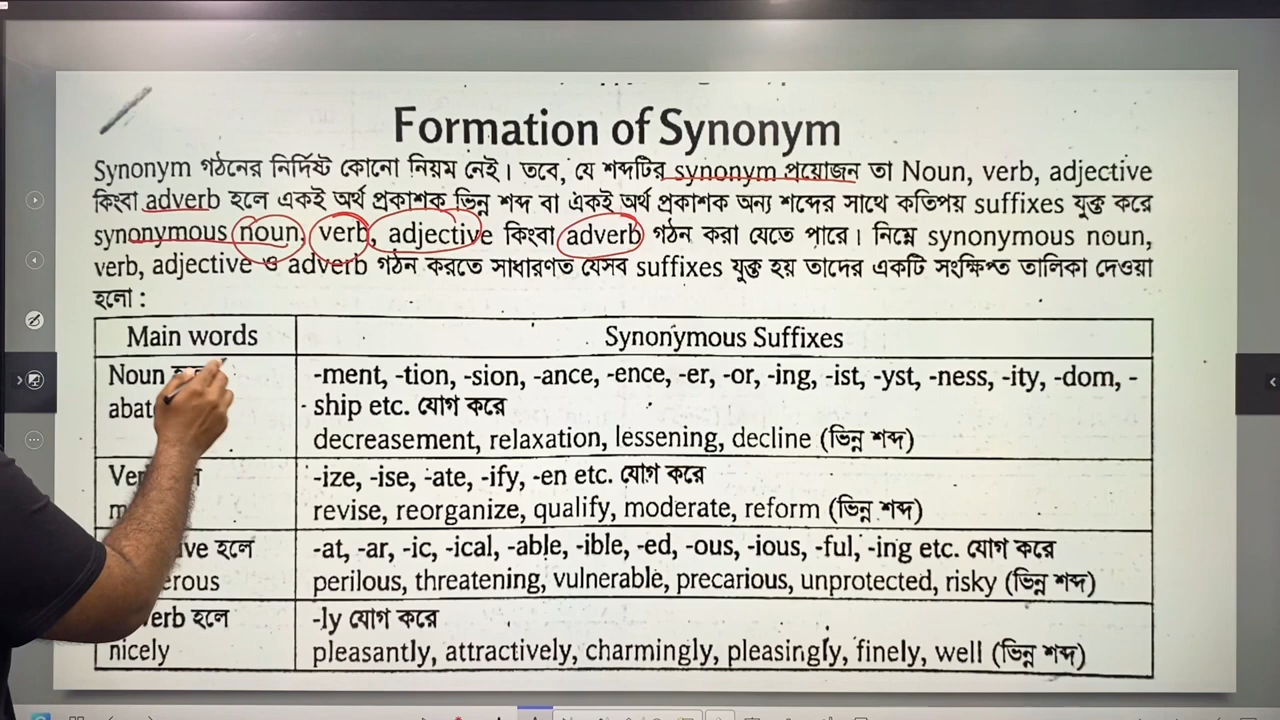 Formation of Synonym
Synonym গঠনের নির্দিষ্ট কোনো নিয়ম নেই। তবে, যে শব্দটির synonym প্রয়োজন তা Noun, verb, adjective
কিংবা adverb হলে একই অর্থ প্রকাশক ভিন্ন শব্দ বা একই অর্থ প্রকাশক অন্য শব্দের সাথে কতিপয় suffixes যুক্ত করে
synonymous noun, verb, adjective কিংবা adverb গঠন করা যেতে পারে। নিম্নে synonymous noun,
verb, adjective ও adverb গঠন করতে সাধারণত যেসব suffixes যুক্ত হয় তাদের একটি সংক্ষিপ্ত তালিকা দেওয়া
হলো :
Main words Synonymous Suffixes
Noun -ment, -tion, -sion, -ance, -ence, -er, -or, -ing, -ist, -yst, -ness, -ity, -dom, -
ship etc. যোগ করে
decreasement, relaxation, lessening, decline (ভিন্ন শব্দ)
-ize, -ise, -ate, -ify, -en etc. যোগ করে
revise, reorganize, qualify, moderate, reform (ভিন্ন শব্দ)
হলে -at, -ar, -ic, -ical, -able, -ible, -ed, -ous, -ious, -ful, -ing etc. যোগ করে
perilous, threatening, vulnerable, precarious, unprotected, risky (ভিন্ন শব্দ)
হলে -ly যোগ করে
nicely pleasantly, attractively, charmingly, pleasingly, finely, well (ভিন্ন শব্দ)